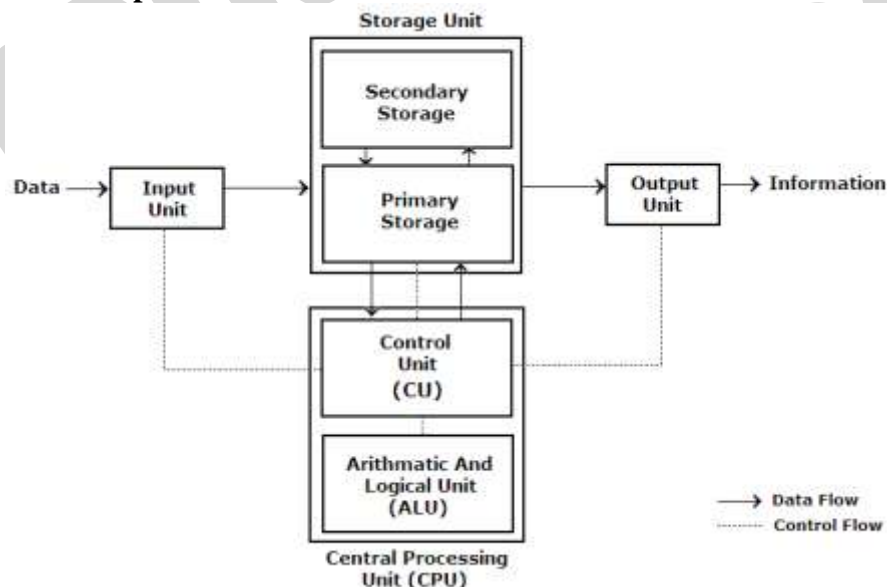 Storage Unit
Secondary
Storage
Data
Input
Unit
Primary
Storage
Output
Unit
Information
Control
Unit
(CU)
Arithmatic And
Logical Unit
(ALU)
Data Flow
Control Flow
Central Processing
Unit (CPU)